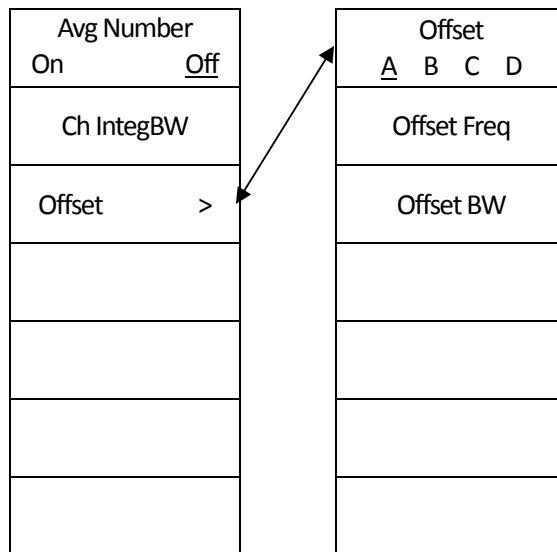 Avg Number
On Off
Ch IntegBW
Offset >
Offset
A B C D
Offset Freq
Offset BW